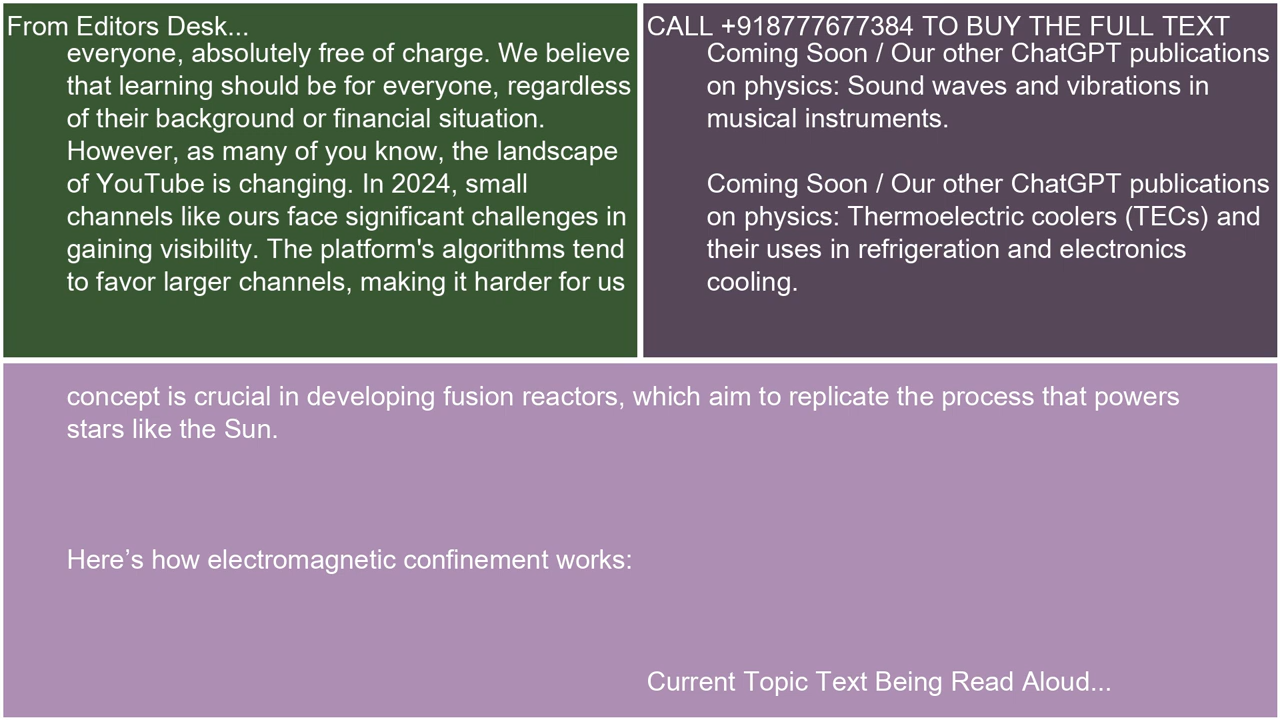 From Editors Desk...
everyone, absolutely free of charge. We believe
that learning should be for everyone, regardless
of their background or financial situation.
However, as many of you know, the landscape
of YouTube is changing. In 2024, small
channels like ours face significant challenges in
gaining visibility. The platform's algorithms tend
to favor larger channels, making it harder for us
CALL +918777677384 TO BUY THE FULL TEXT
Coming Soon / Our other ChatGPT publications
on physics: Sound waves and vibrations in
musical instruments.
Coming Soon / Our other ChatGPT publications
on physics: Thermoelectric coolers (TECs) and
their uses in refrigeration and electronics
cooling.
concept is crucial in developing fusion reactors, which aim to replicate the process that powers
stars like the Sun.
Here’s how electromagnetic confinement works:
Current Topic Text Being Read Aloud...